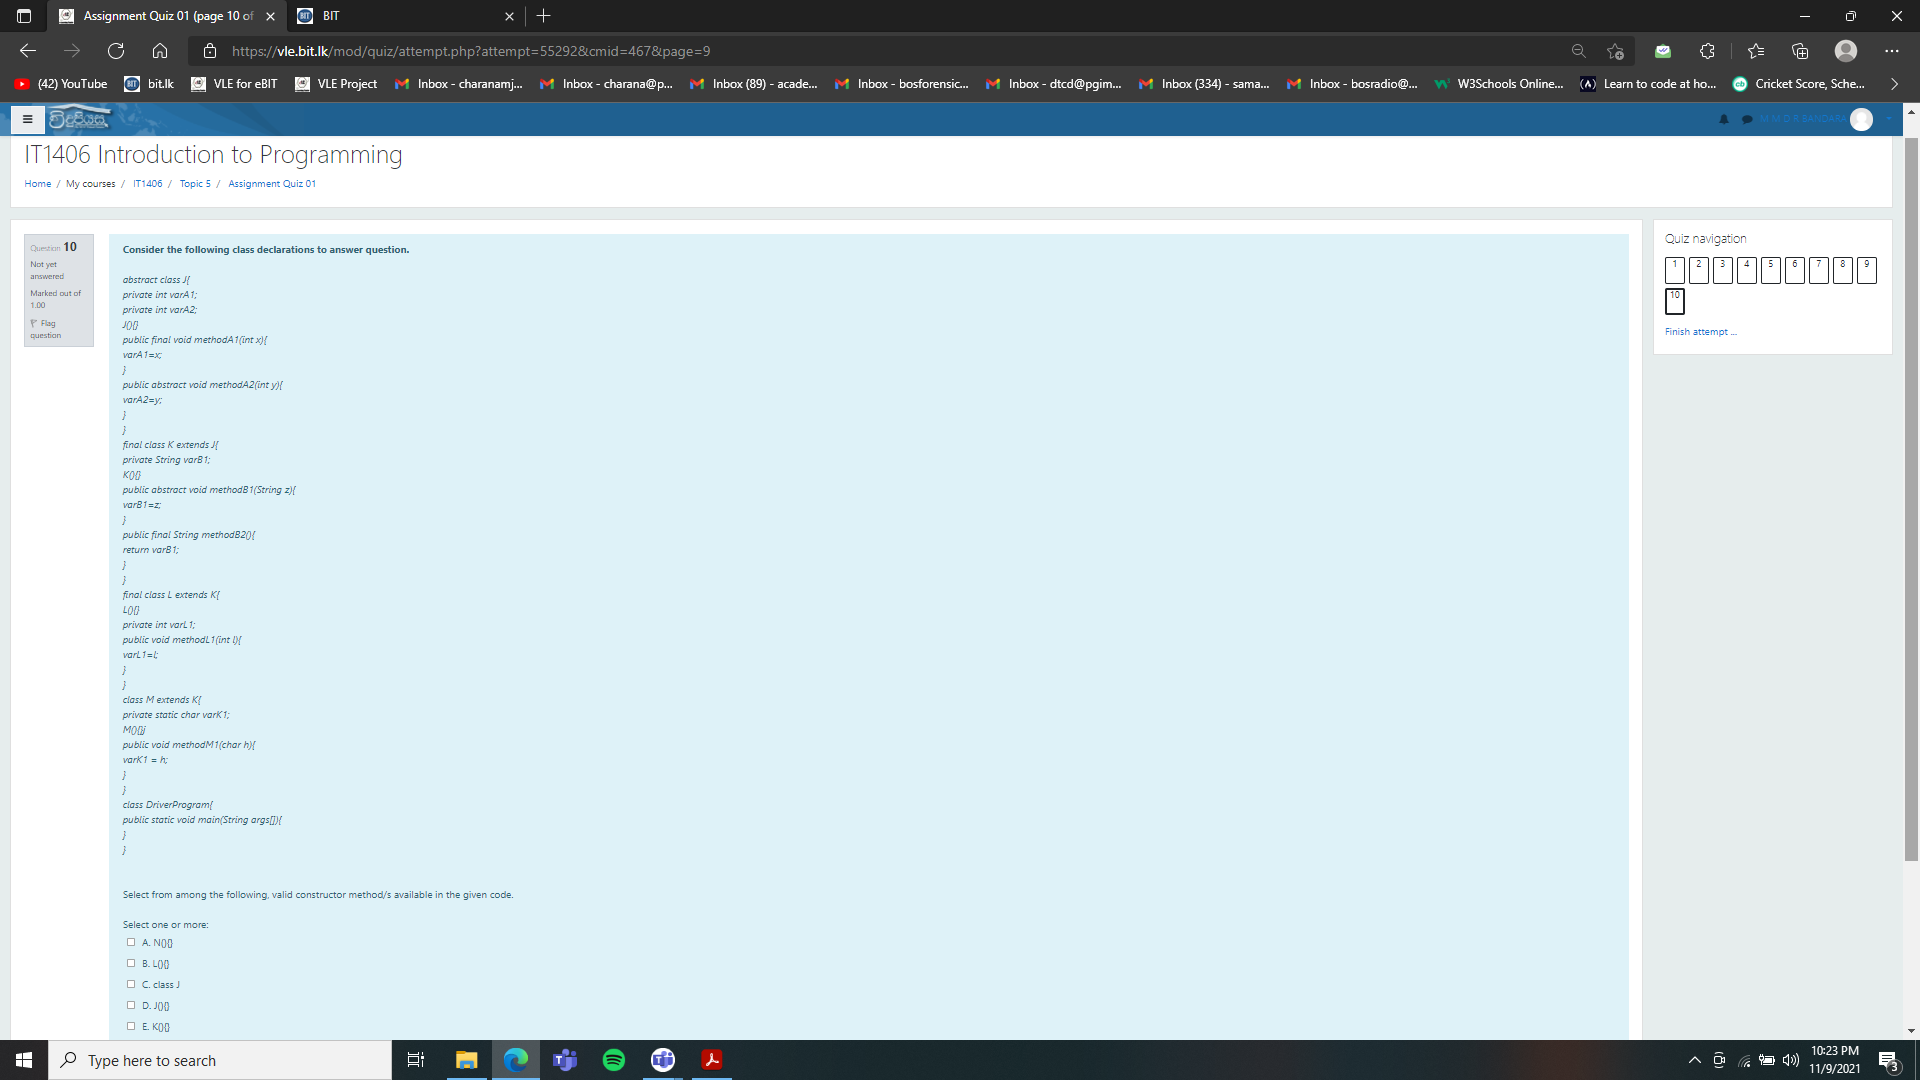 Assignment Quiz 01 (page 10 of
BIT
https://vle.bit.lk/mod/quiz/attempt.php?attempt=55292&cmid=467&page=9
(42) YouTube
bit.lk
VLE for eBIT
VLE Project
Inbox - charanamj...
Inbox - charana@p...
Inbox (89) - acade...
Inbox - bosforensic...
Inbox - dtcd@pgim...
Inbox (334) - sama...
Inbox - bosradio@...
W3Schools Online...
Learn to code at ho...
Cricket Score, Sche...
M M D R BANDARA
IT1406 Introduction to Programming
Home / My courses / IT1406 / Topic 5 / Assignment Quiz 01
Question 10
Not yet
answered
Marked out of
1.00
Flag
question
Consider the following class declarations to answer question.
abstract class J{
private int varA1;
private int varA2;
J(){}
public final void methodA1(int x){
varA1=x;
}
public abstract void methodA2(int y){
varA2=y;
}
}
final class K extends J{
private String varB1;
K(){}
public abstract void methodB1(String z){
varB1=z;
}
public final String methodB2(){
return varB1;
}
}
final class L extends K{
L(){}
private int varL1;
public void methodL1(int l){
varL1=l;
}
}
class M extends K{
private static char varK1;
M(){}j
public void methodM1(char h){
varK1 = h;
}
}
class DriverProgram{
public static void main(String args[]){
}
}
Select from among the following, valid constructor method/s available in the given code.
Select one or more:
A. N(){}
B. L(){}
C. class J
D. J(){}
E. K(){}
Quiz navigation
1 2 3 4 5 6 7 8 9
10
Finish attempt ...
Type here to search
10:23 PM
11/9/2021
3